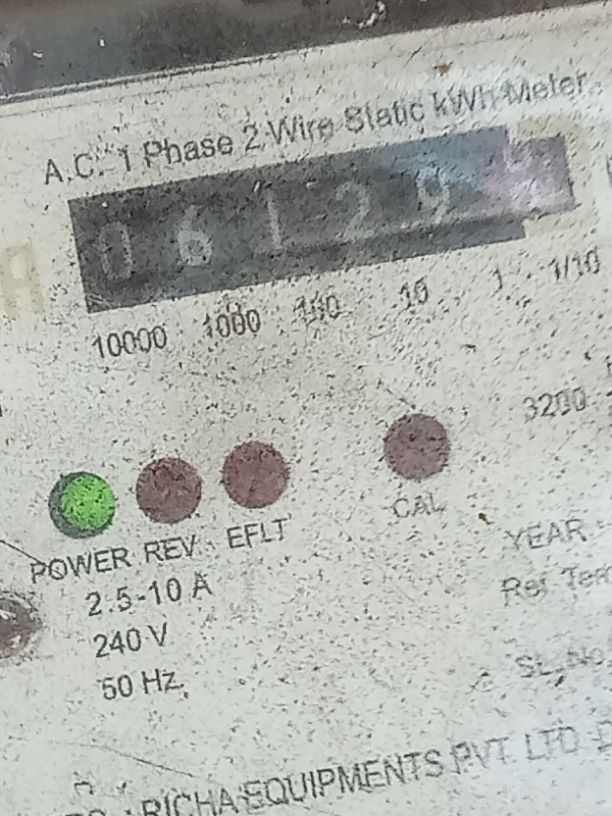 A.C. 1 Phase 2 Wire Static kWh Meter
0 6 1 2 9
10000 1000 100 10 1 1/10
3200
POWER REV EFLT CAL
2.5-10 A
240 V
50 Hz.
YEAR
Ref
SL.No
RICHA EQUIPMENTS PVT. LTD